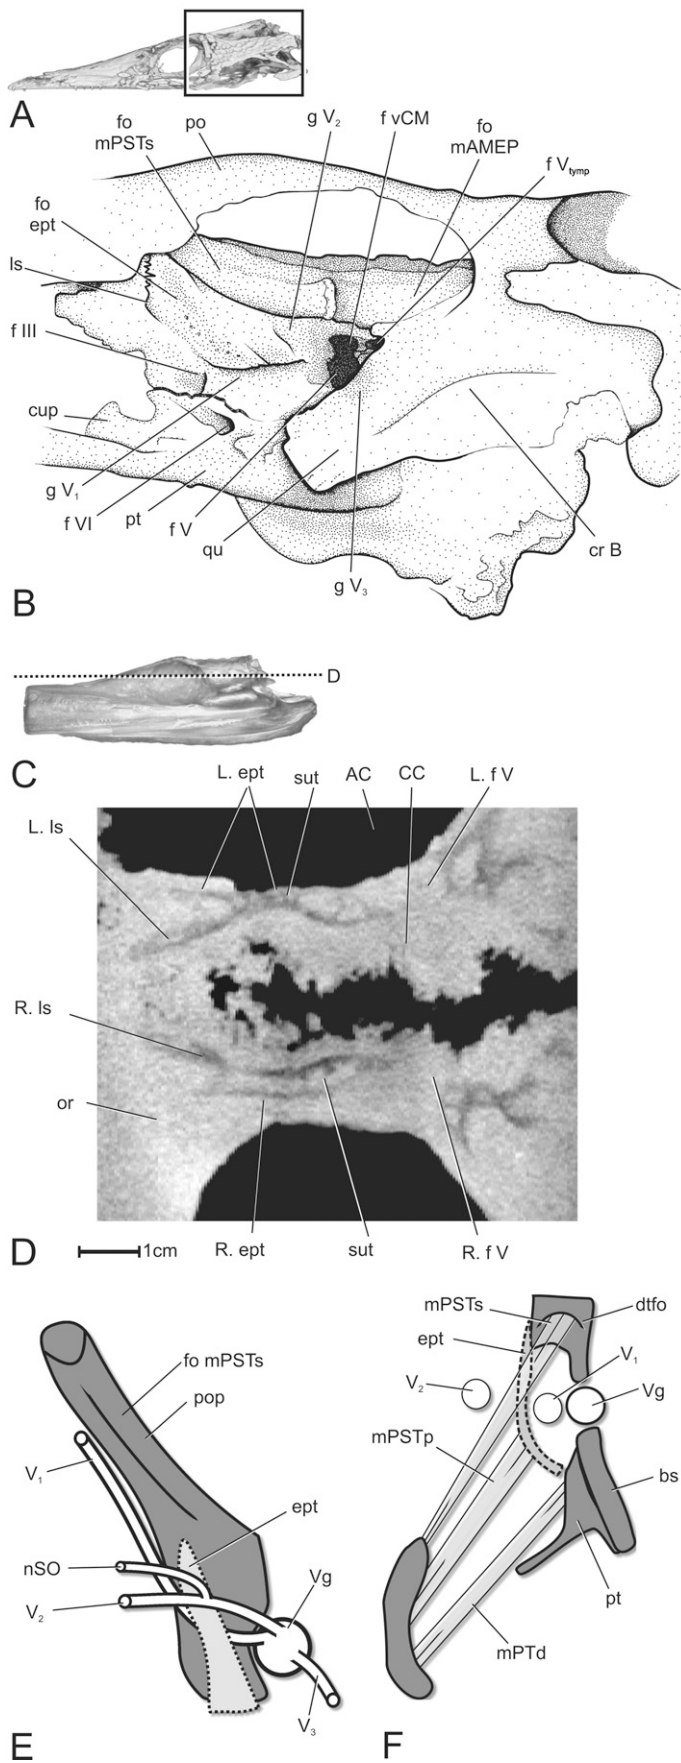 A
g V₂
f vCM
fo
mPSTs
po
fo
mAMEP
f Vtymp
fo
ept
ls
f III
cup
g V₁
f VI
pt
f V
qu
g V₃
cr B
B
D
C
L. ept
sut
AC
CC
L. f V
L. ls
R. ls
or
R. ept
sut
R. f V
D
1cm
fo mPSTs
pop
V₁
ept
nSO
Vg
V₂
V₃
E
mPSTs
dtfo
ept
V₁
V₂
Vg
mPSTp
bs
pt
mPTd
F